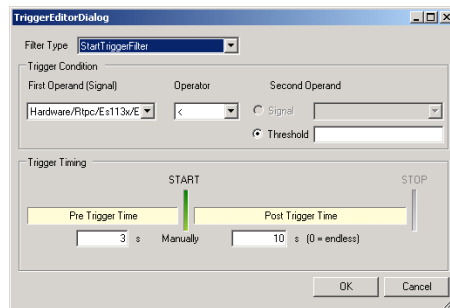 TriggerEditorDialog
Filter Type StartTriggerFilter
Trigger Condition
First Operand (Signal) Operator Second Operand
Hardware/Rtpc/Es113x/E < Signal
Threshold
Trigger Timing
START STOP
Pre Trigger Time Post Trigger Time
3 s Manually 10 s (0 = endless)
OK Cancel